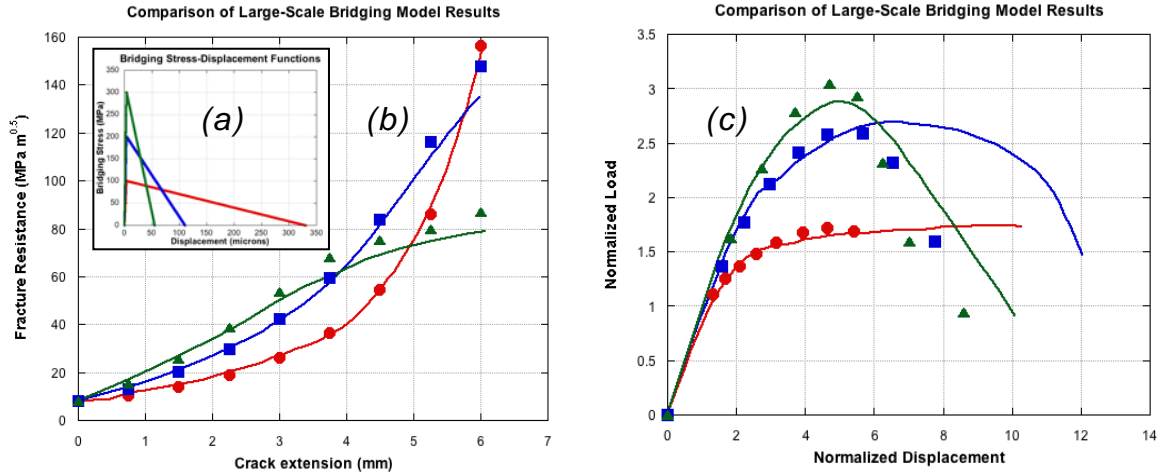 Comparison of Large-Scale Bridging Model Results
Fracture Resistance (MPa m^0.5)
160
140
120
100
80
60
40
20
0
0 1 2 3 4 5 6 7
Crack extension (mm)
Bridging Stress-Displacement Functions
Bridging Stress (MPa)
350
300
250
200
150
100
50
0
0 50 100 150 200 250 300 350
Displacement (microns)
(a)
(b)
Comparison of Large-Scale Bridging Model Results
Normalized Load
3.5
3
2.5
2
1.5
1
0.5
0
0 2 4 6 8 10 12 14
Normalized Displacement
(c)